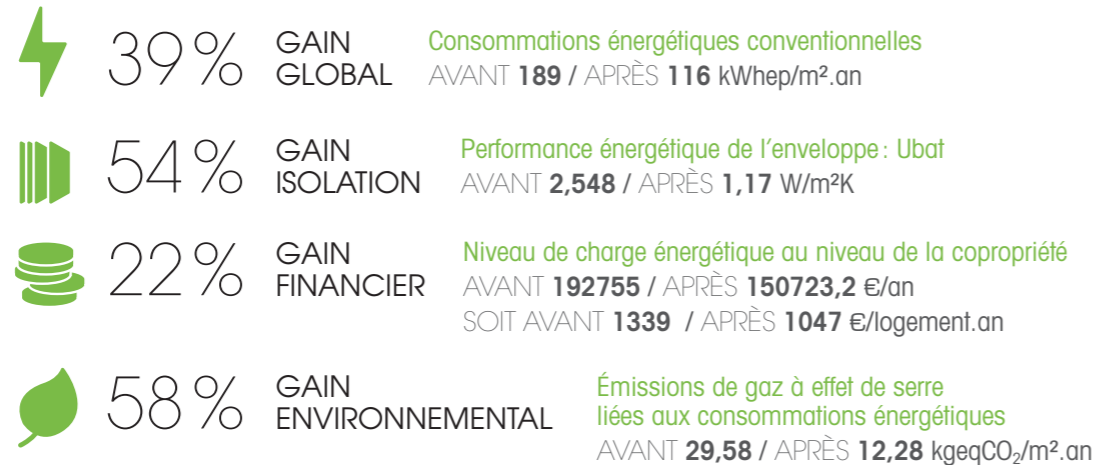 39 % GAIN GLOBAL
Consommations énergétiques conventionnelles
AVANT 189 / APRÈS 116 kWhep/m².an
54 % GAIN ISOLATION
Performance énergétique de l'enveloppe : Ubat
AVANT 2,548 / APRÈS 1,17 W/m²K
22 % GAIN FINANCIER
Niveau de charge énergétique au niveau de la copropriété
AVANT 192755 / APRÈS 150723,2 €/an
SOIT AVANT 1339 / APRÈS 1047 €/logement.an
58 % GAIN ENVIRONNEMENTAL
Émissions de gaz à effet de serre
liées aux consommations énergétiques
AVANT 29,58 / APRÈS 12,28 kgeqCO₂/m².an